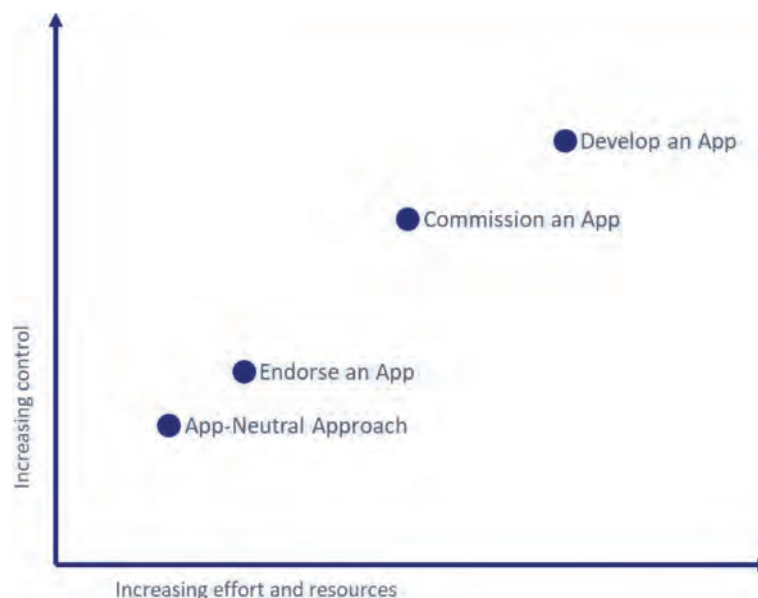 Develop an App
Commission an App
Endorse an App
App-Neutral Approach
Increasing control
Increasing effort and resources